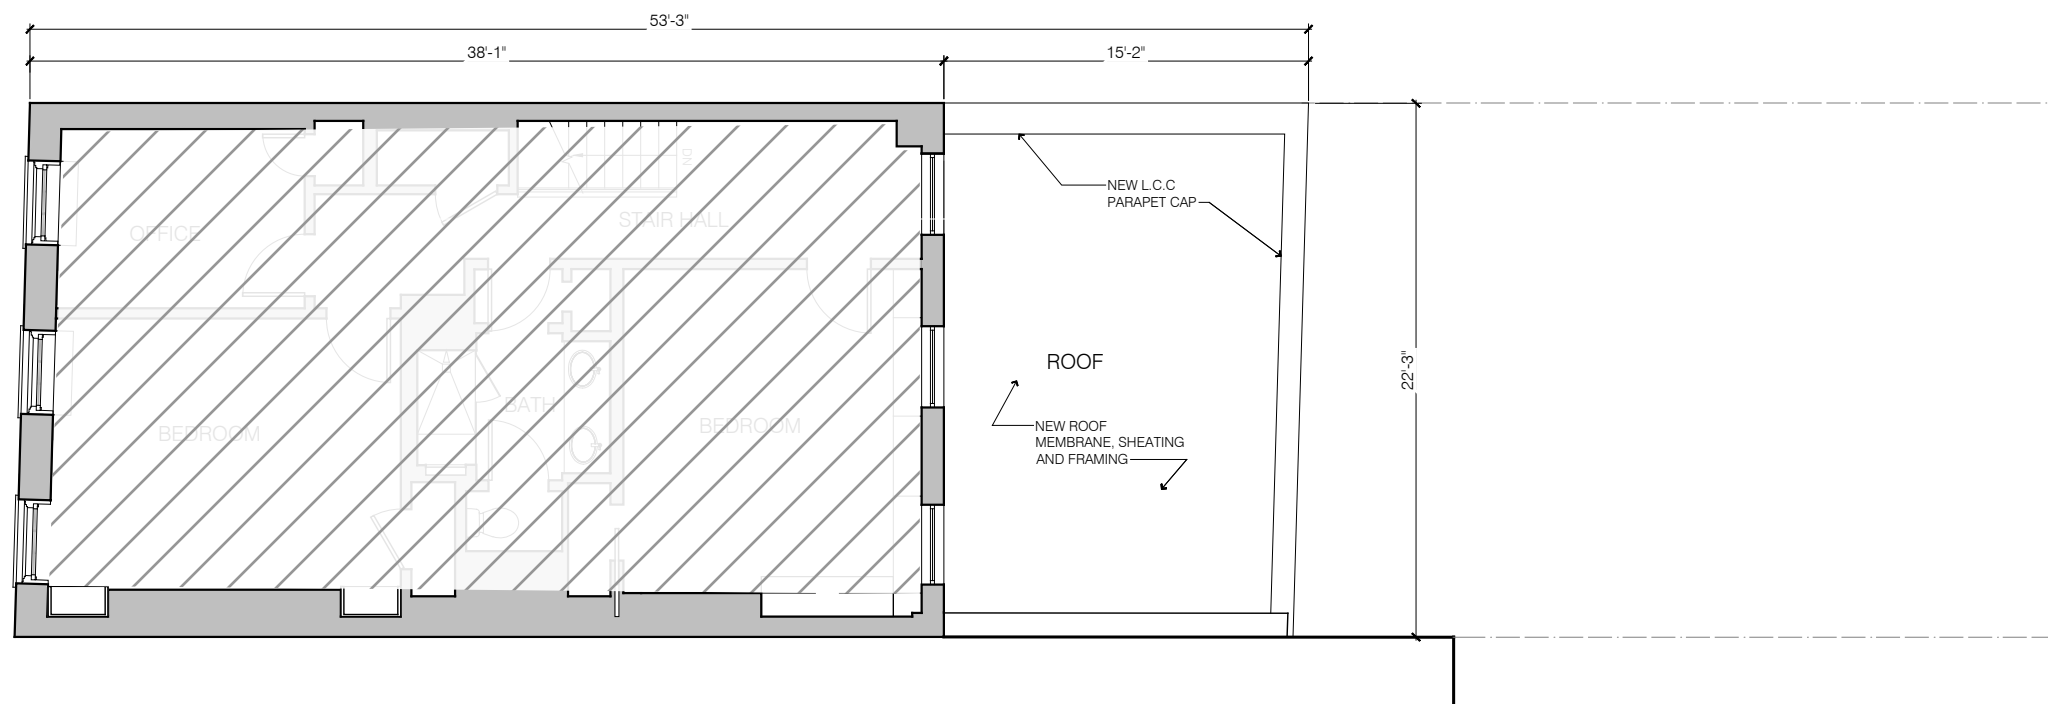 53'-3"
38'-1"
15'-2"
DN
NEW L.C.C
PARAPET CAP
STAIR HALL
OFFICE
22'-3"
ROOF
BATH
BEDROOM
BEDROOM
NEW ROOF
MEMBRANE, SHEATING
AND FRAMING